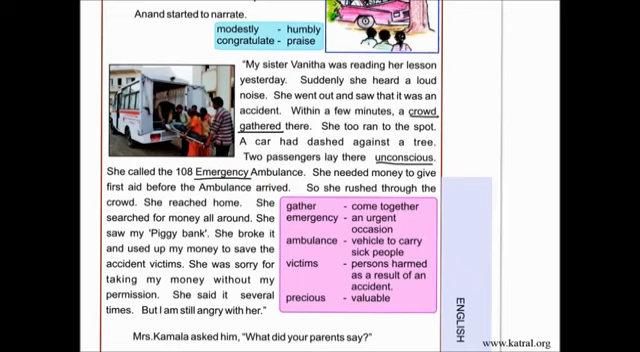 Anand started to narrate.
modestly - humbly
congratulate - praise
"My sister Vanitha was reading her lesson
yesterday. Suddenly she heard a loud
noise. She went out and saw that it was an
accident. Within a few minutes, a crowd
gathered there. She too ran to the spot.
A car had dashed against a tree.
Two passengers lay there unconscious.
She called the 108 Emergency Ambulance. She needed money to give
first aid before the Ambulance arrived. So she rushed through the
crowd. She reached home. She
searched for money all around. She
saw my 'Piggy bank'. She broke it
and used up my money to save the
accident victims. She was sorry for
taking my money without my
permission. She said it several
times. But I am still angry with her."
gather - come together
emergency - an urgent
occasion
ambulance - vehicle to carry
sick people
victims - persons harmed
as a result of an
accident.
precious - valuable
Mrs.Kamala asked him, "What did your parents say?"
ENGLISH
www.katral.org